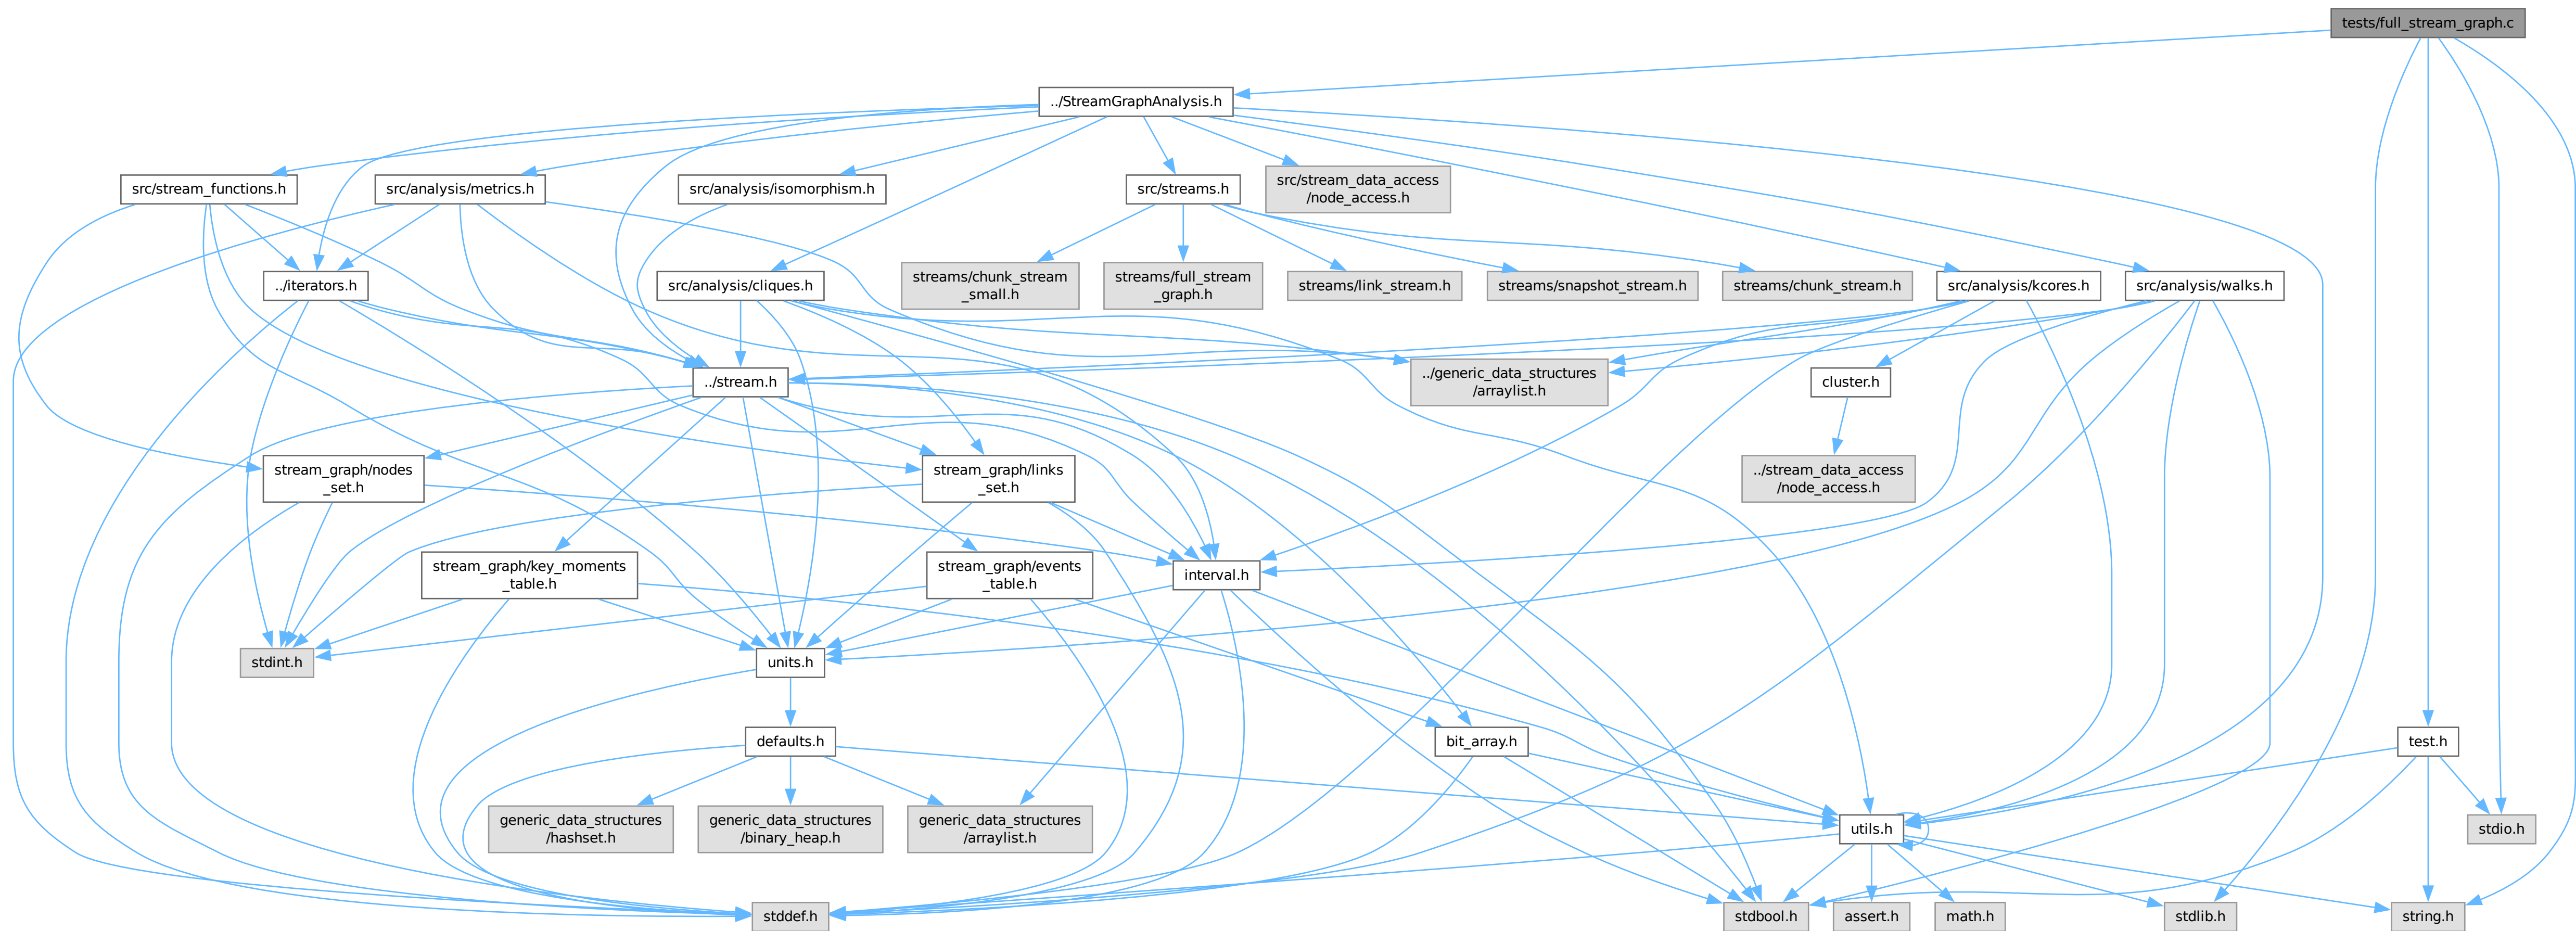 tests/full_stream_graph.c
../StreamGraphAnalysis.h
src/stream_functions.h
src/analysis/metrics.h
src/analysis/isomorphism.h
src/streams.h
src/stream_data_access
/node_access.h
../iterators.h
src/analysis/cliques.h
streams/chunk_stream
_small.h
streams/full_stream
_graph.h
streams/link_stream.h
streams/snapshot_stream.h
streams/chunk_stream.h
src/analysis/kcores.h
src/analysis/walks.h
../stream.h
../generic_data_structures
/arraylist.h
cluster.h
stream_graph/nodes
_set.h
stream_graph/links
_set.h
../stream_data_access
/node_access.h
stream_graph/key_moments
_table.h
stream_graph/events
_table.h
interval.h
stdint.h
units.h
defaults.h
bit_array.h
test.h
generic_data_structures
/hashset.h
generic_data_structures
/binary_heap.h
generic_data_structures
/arraylist.h
utils.h
stdio.h
stddef.h
stdbool.h
assert.h
math.h
stdlib.h
string.h